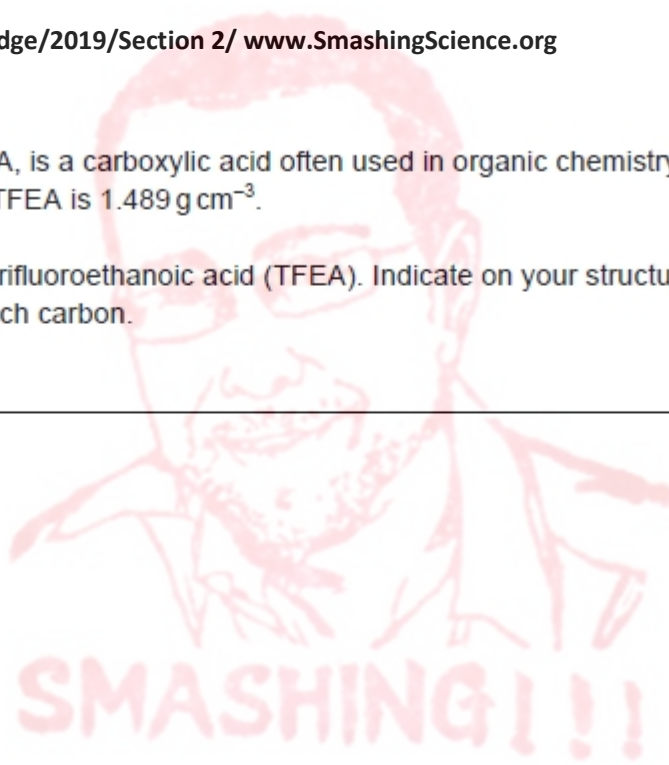 dge/2019/Section 2/ www.SmashingScience.org
A, is a carboxylic acid often used in organic chemistry
TFEA is 1.489 g cm⁻³.
rifluoroethanoic acid (TFEA). Indicate on your structu
ch carbon.
SMASHING!!!